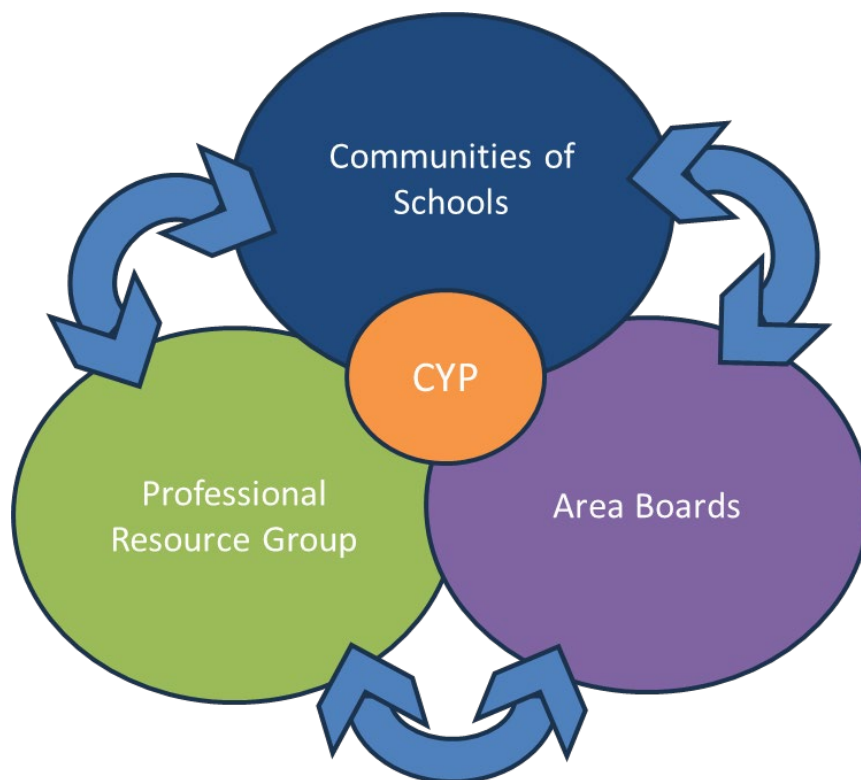 Communities of
Schools
CYP
Professional
Resource Group
Area Boards